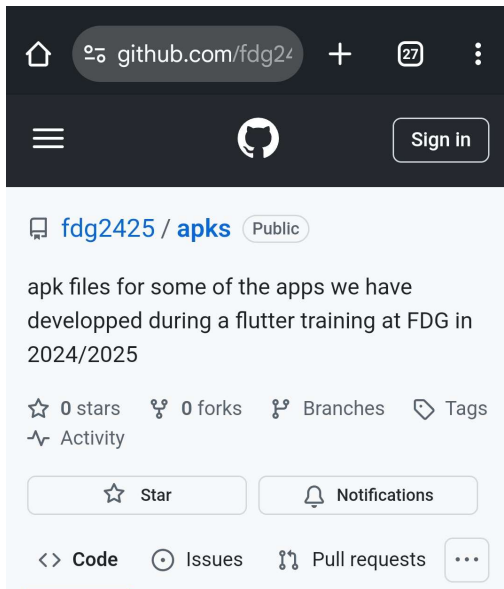 github.com/fdg24
27
Sign in
fdg2425 / apks Public
apk files for some of the apps we have
developped during a flutter training at FDG in
2024/2025
0 stars 0 forks Branches Tags
Activity
Star Notifications
Code Issues Pull requests